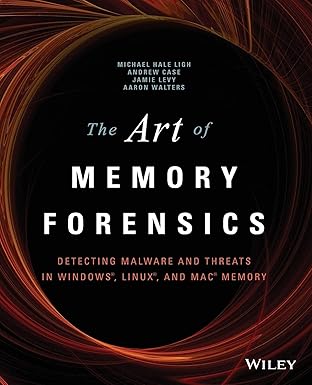 MICHAEL HALE LIGH
ANDREW CASE
JAMIE LEVY
AARON WALTERS
The Art of
MEMORY
FORENSICS
DETECTING MALWARE AND THREATS
IN WINDOWS®, LINUX®, AND MAC® MEMORY
WILEY